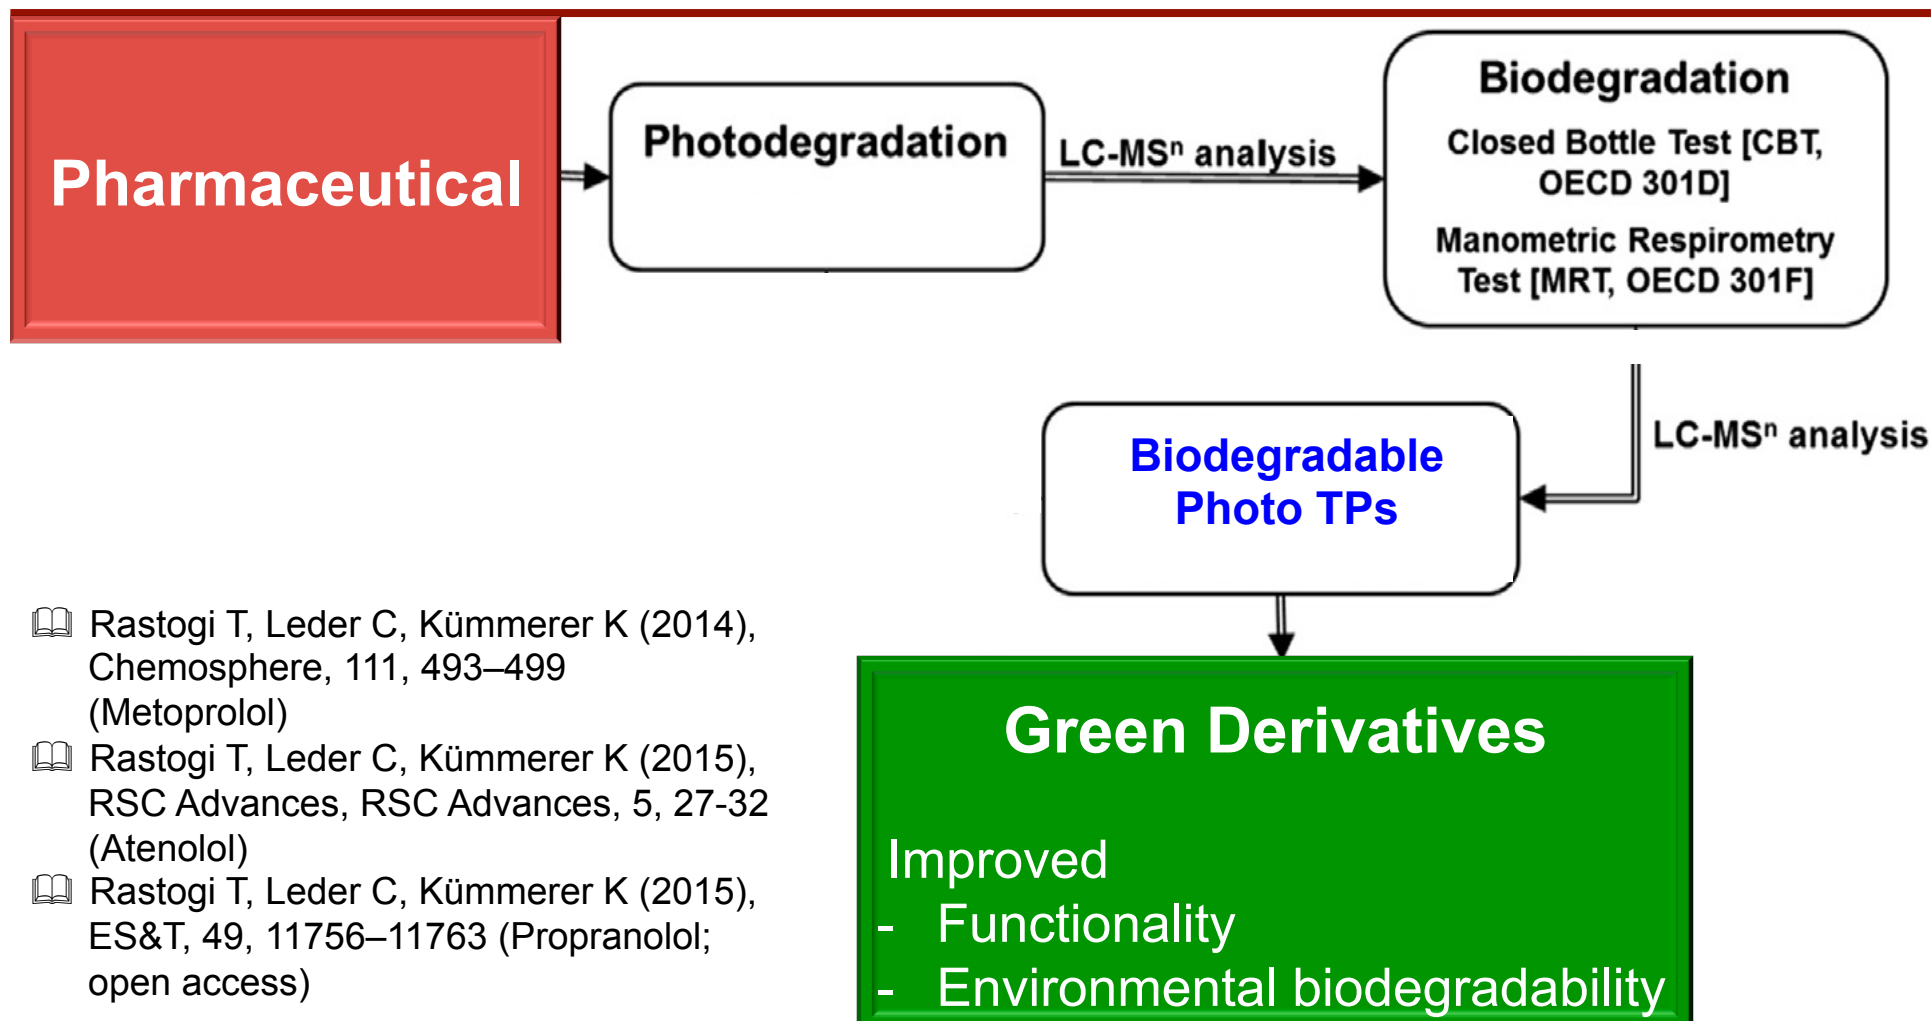 Pharmaceutical
Photodegradation
LC-MSⁿ analysis
Biodegradation
Closed Bottle Test [CBT,
OECD 301D]
Manometric Respirometry
Test [MRT, OECD 301F]
LC-MSⁿ analysis
Biodegradable
Photo TPs
Green Derivatives
Improved
- Functionality
- Environmental biodegradability
Rastogi T, Leder C, Kümmerer K (2014),
Chemosphere, 111, 493–499
(Metoprolol)
Rastogi T, Leder C, Kümmerer K (2015),
RSC Advances, RSC Advances, 5, 27-32
(Atenolol)
Rastogi T, Leder C, Kümmerer K (2015),
ES&T, 49, 11756–11763 (Propranolol;
open access)